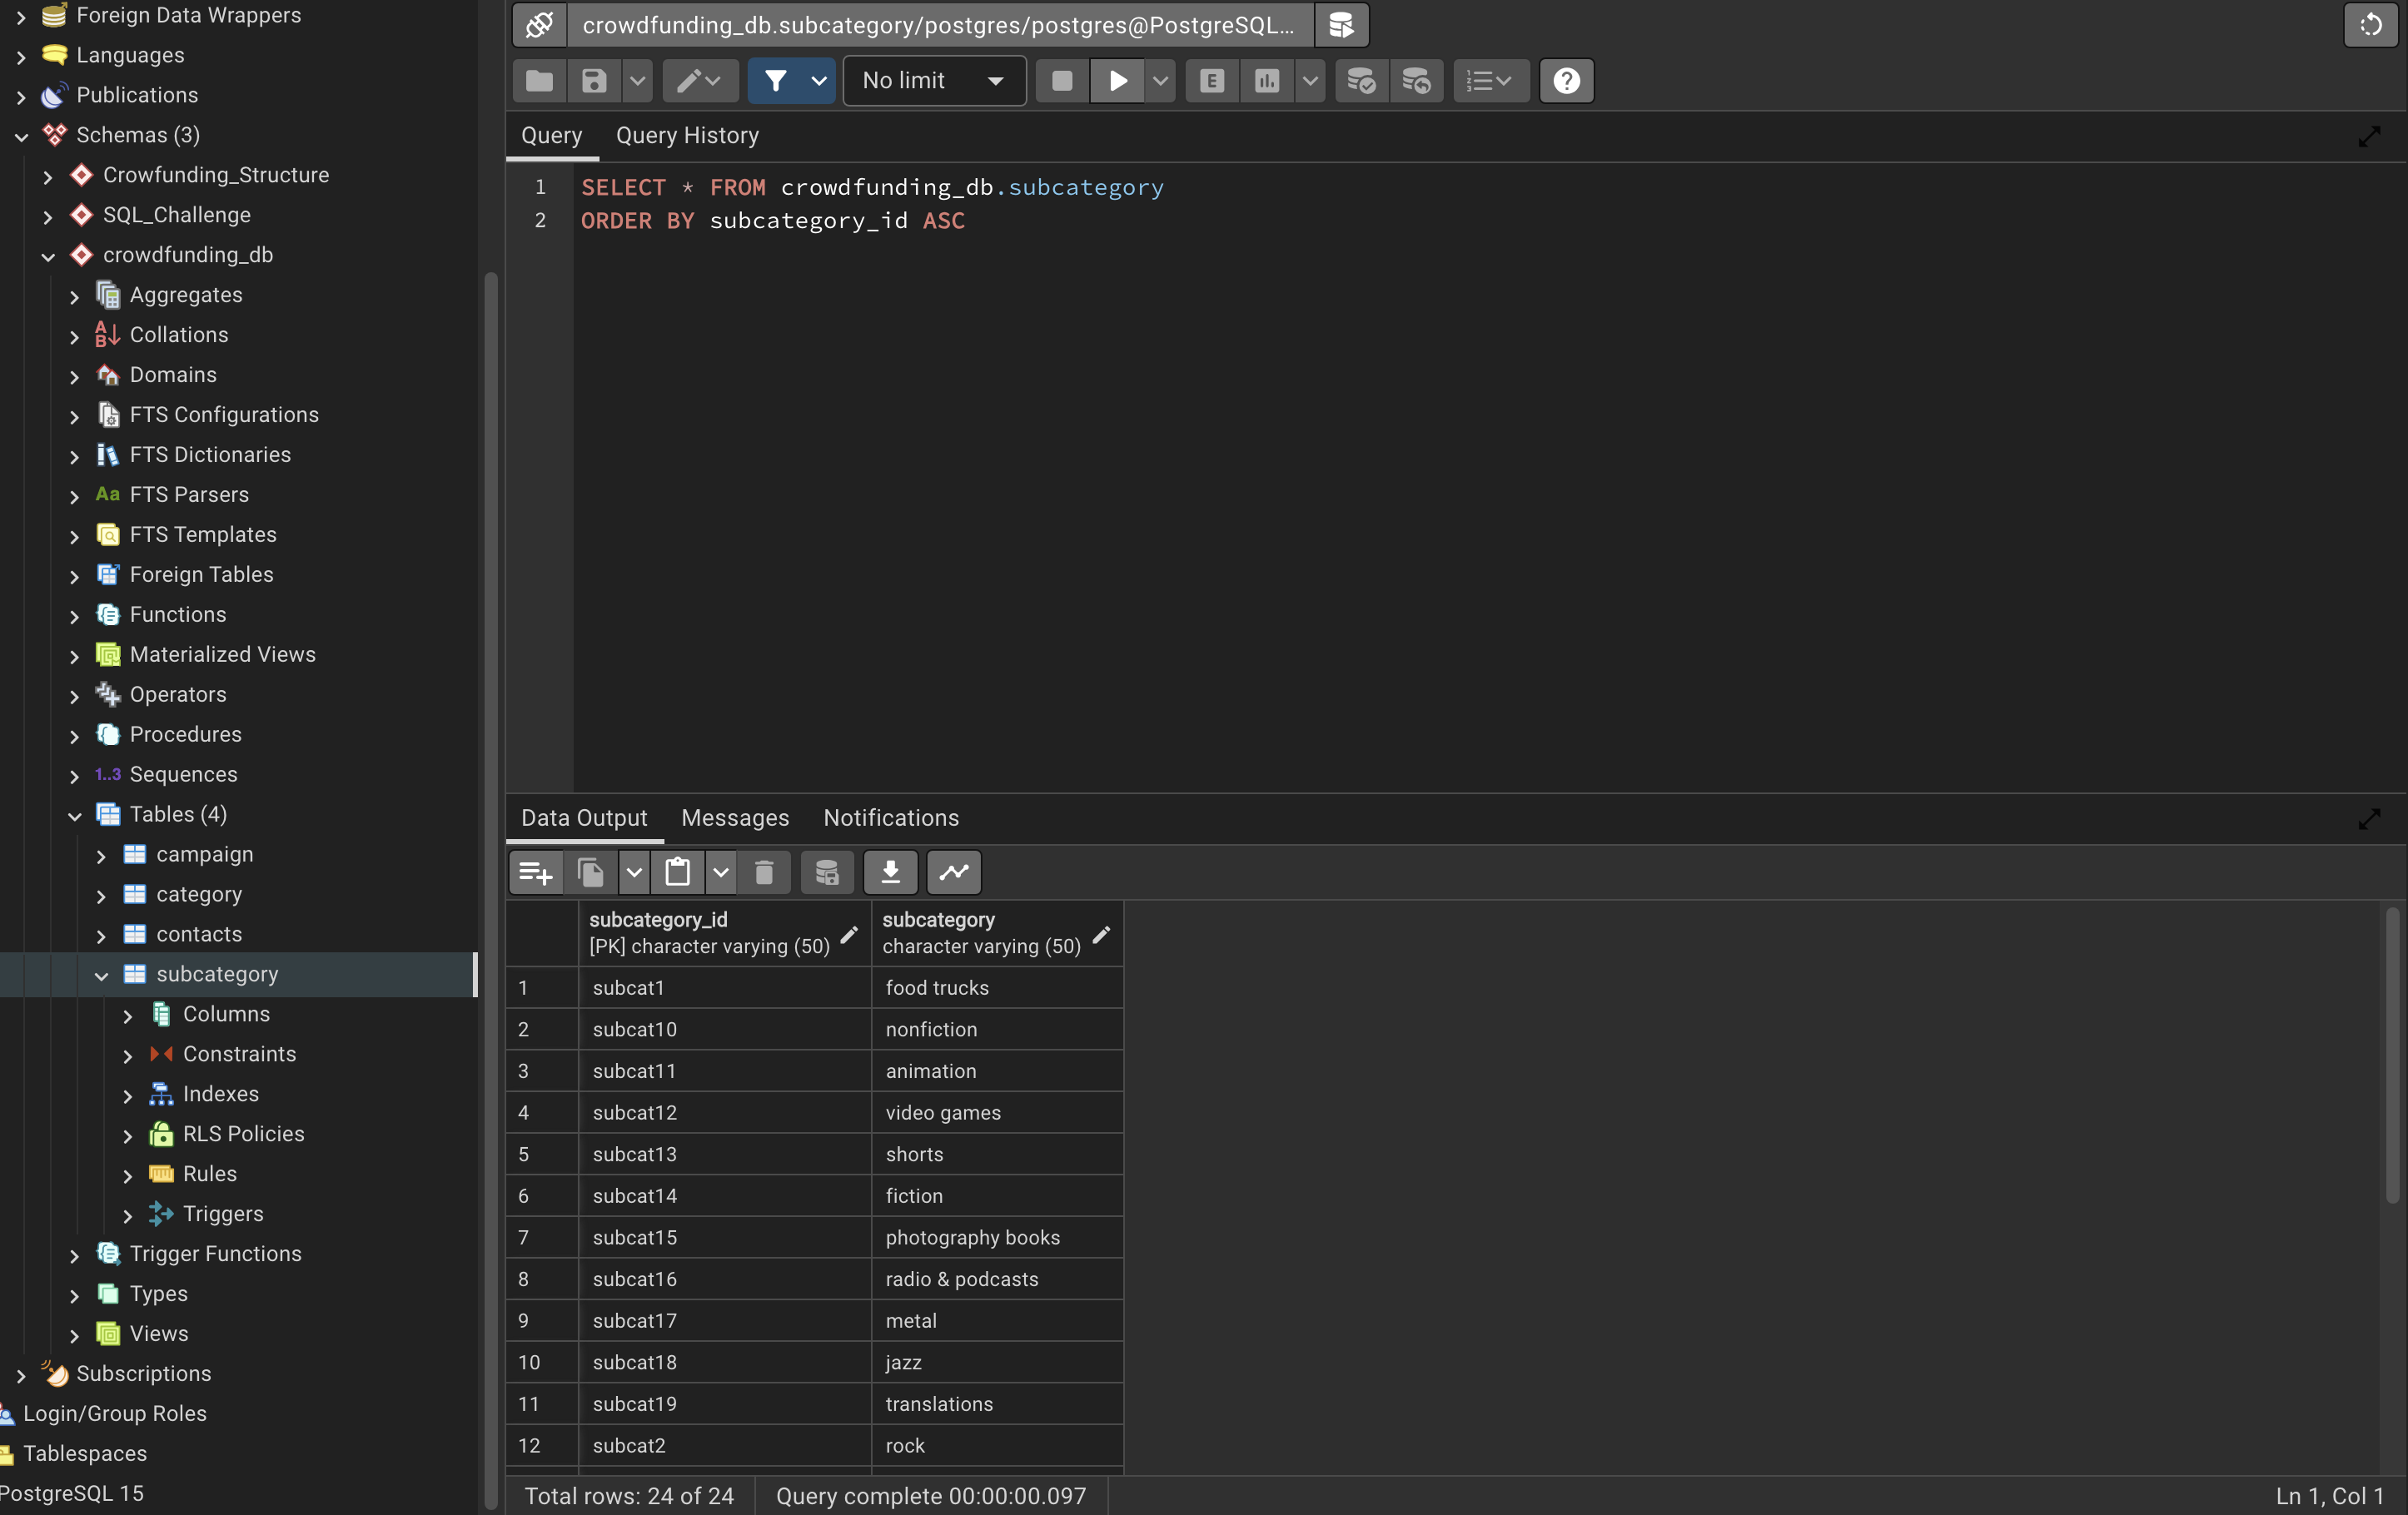 Foreign Data Wrappers
Languages
Publications
Schemas (3)
Crowfunding_Structure
SQL_Challenge
crowdfunding_db
Aggregates
A
B
Collations
Domains
FTS Configurations
FTS Dictionaries
Aa FTS Parsers
FTS Templates
Foreign Tables
Functions
Materialized Views
Operators
Procedures
1..3 Sequences
Tables (4)
campaign
category
contacts
subcategory
Columns
Constraints
Indexes
RLS Policies
Rules
Triggers
Trigger Functions
Types
Views
Subscriptions
Login/Group Roles
Tablespaces
PostgreSQL 15
crowdfunding_db.subcategory/postgres/postgres@PostgreSQL...
No limit
E
?
Query Query History
1 SELECT * FROM crowdfunding_db.subcategory
2 ORDER BY subcategory_id ASC
Data Output Messages Notifications
subcategory_id subcategory
[PK] character varying (50) character varying (50)
1 subcat1 food trucks
2 subcat10 nonfiction
3 subcat11 animation
4 subcat12 video games
5 subcat13 shorts
6 subcat14 fiction
7 subcat15 photography books
8 subcat16 radio & podcasts
9 subcat17 metal
10 subcat18 jazz
11 subcat19 translations
12 subcat2 rock
Total rows: 24 of 24 Query complete 00:00:00.097 Ln 1, Col 1